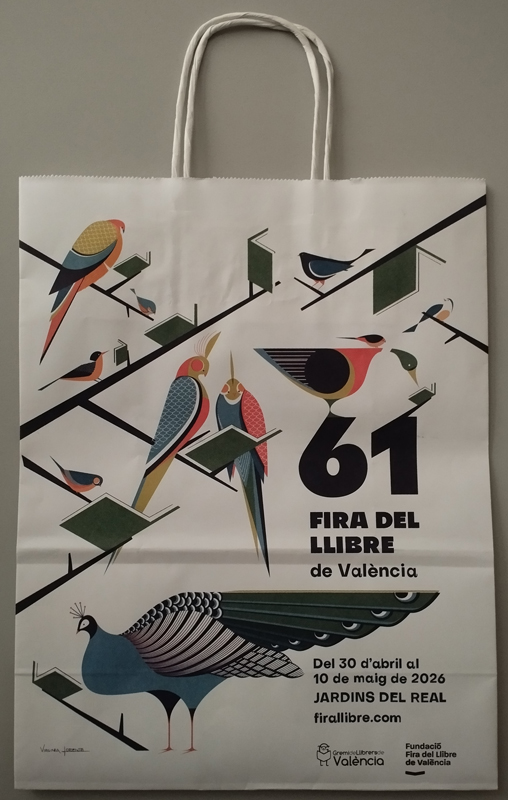 61
FIRA DEL
LLIBRE
de València
Del 30 d'abril al
10 de maig de 2026
JARDINS DEL REAL
firallibre.com
Gremi de Llibrers de
València
Fundació
Fira del Llibre
de València